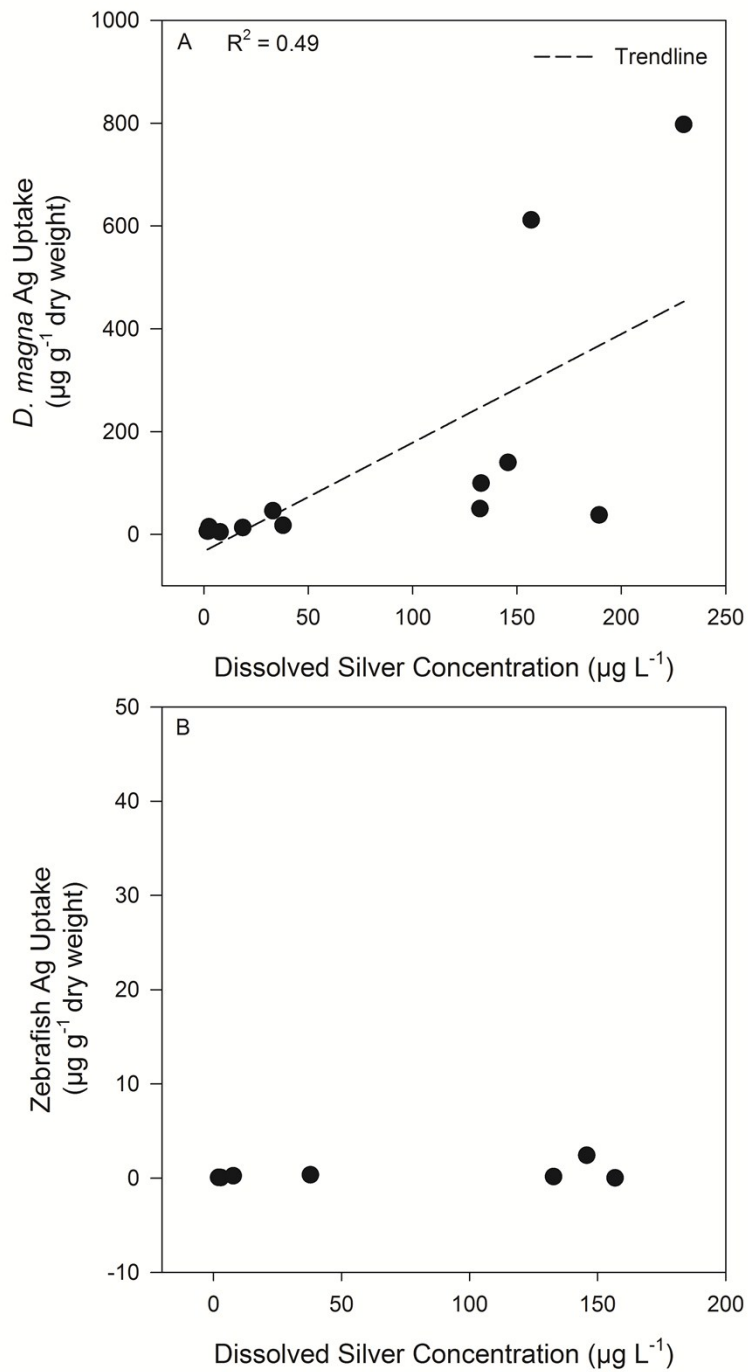 A R² = 0.49
Trendline
1000
800
600
400
200
0
D. magna Ag Uptake
(µg g⁻¹ dry weight)
0 50 100 150 200 250
Dissolved Silver Concentration (µg L⁻¹)
B
50
40
30
20
10
0
-10
Zebrafish Ag Uptake
(µg g⁻¹ dry weight)
0 50 100 150 200
Dissolved Silver Concentration (µg L⁻¹)